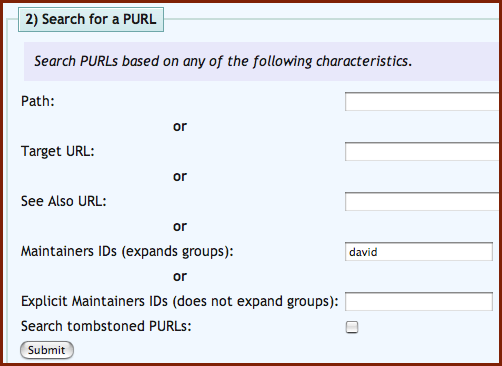 2) Search for a PURL
Search PURLs based on any of the following characteristics.
Path:
or
Target URL:
or
See Also URL:
or
Maintainers IDs (expands groups): david
or
Explicit Maintainers IDs (does not expand groups):
Search tombstoned PURLs:
Submit